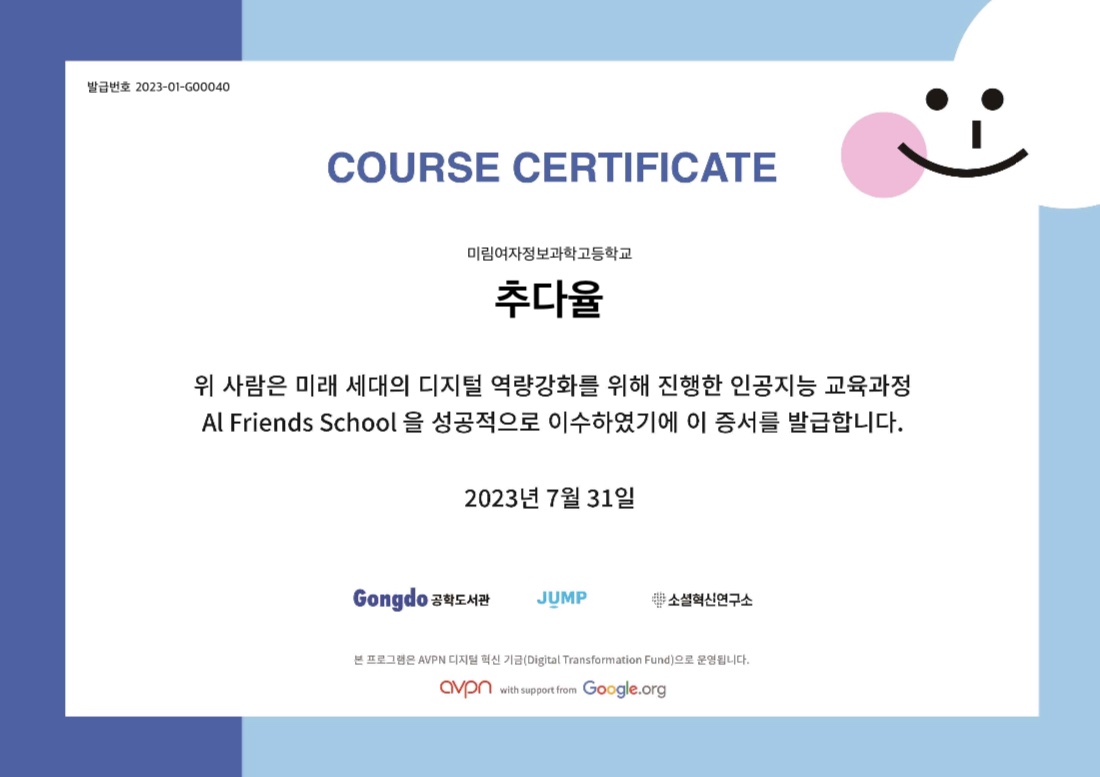 발급번호 2023-01-G00040
COURSE CERTIFICATE
미림여자정보과학고등학교
추다율
위 사람은 미래 세대의 디지털 역량강화를 위해 진행한 인공지능 교육과정
AI Friends School 을 성공적으로 이수하였기에 이 증서를 발급합니다.
2023년 7월 31일
Gongdo 공학도서관 JUMP 소셜혁신연구소
본 프로그램은 AVPN 디지털 혁신 기금(Digital Transformation Fund)으로 운영됩니다.
avpn with support from Google.org